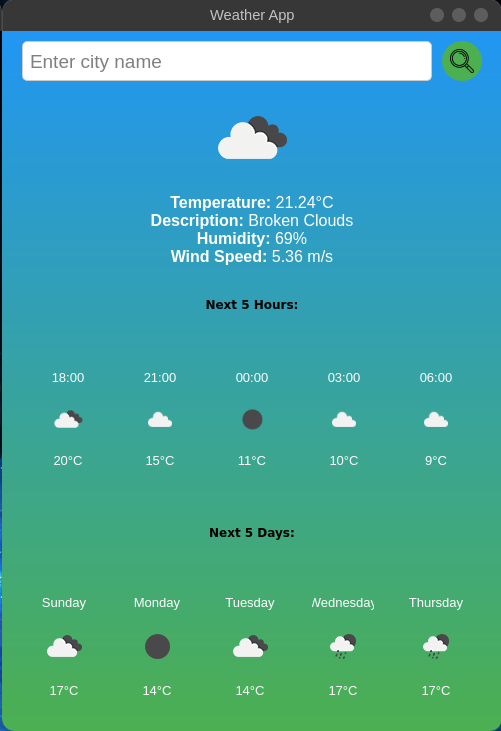 Weather App
Enter city name
Temperature: 21.24°C
Description: Broken Clouds
Humidity: 69%
Wind Speed: 5.36 m/s
Next 5 Hours:
18:00 21:00 00:00 03:00 06:00
20°C 15°C 11°C 10°C 9°C
Next 5 Days:
Sunday Monday Tuesday Wednesday Thursday
17°C 14°C 14°C 17°C 17°C